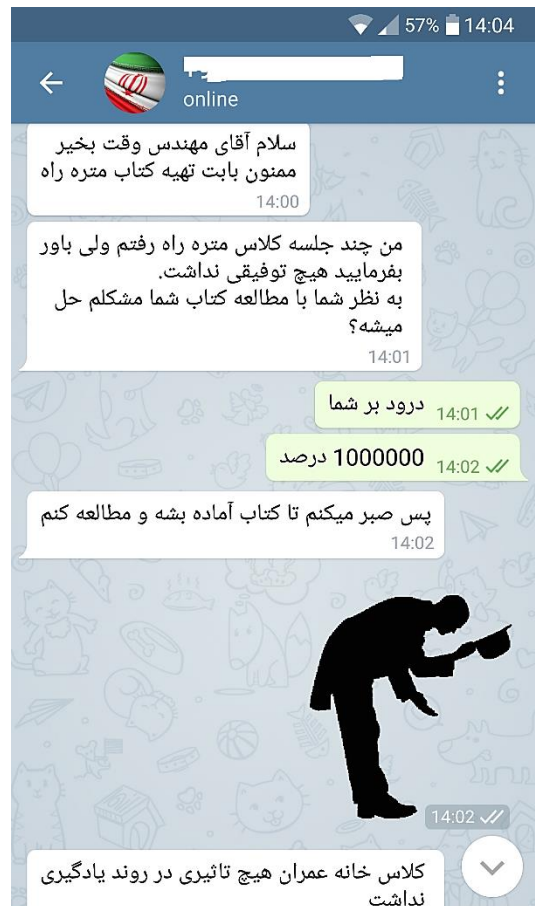 57% 14:04
online
سلام آقای مهندس وقت بخیر
ممنون بابت تهیه کتاب متره راه
14:00
من چند جلسه کلاس متره راه رفتم ولی باور
بفرمایید هیچ توفیقی نداشت.
به نظر شما با مطالعه کتاب شما مشکلم حل
میشه؟
14:01
درود بر شما
14:01
1000000 درصد
14:02
پس صبر میکنم تا کتاب آماده بشه و مطالعه کنم
14:02
14:02
کلاس خانه عمران هیچ تاثیری در روند یادگیری
نداشت